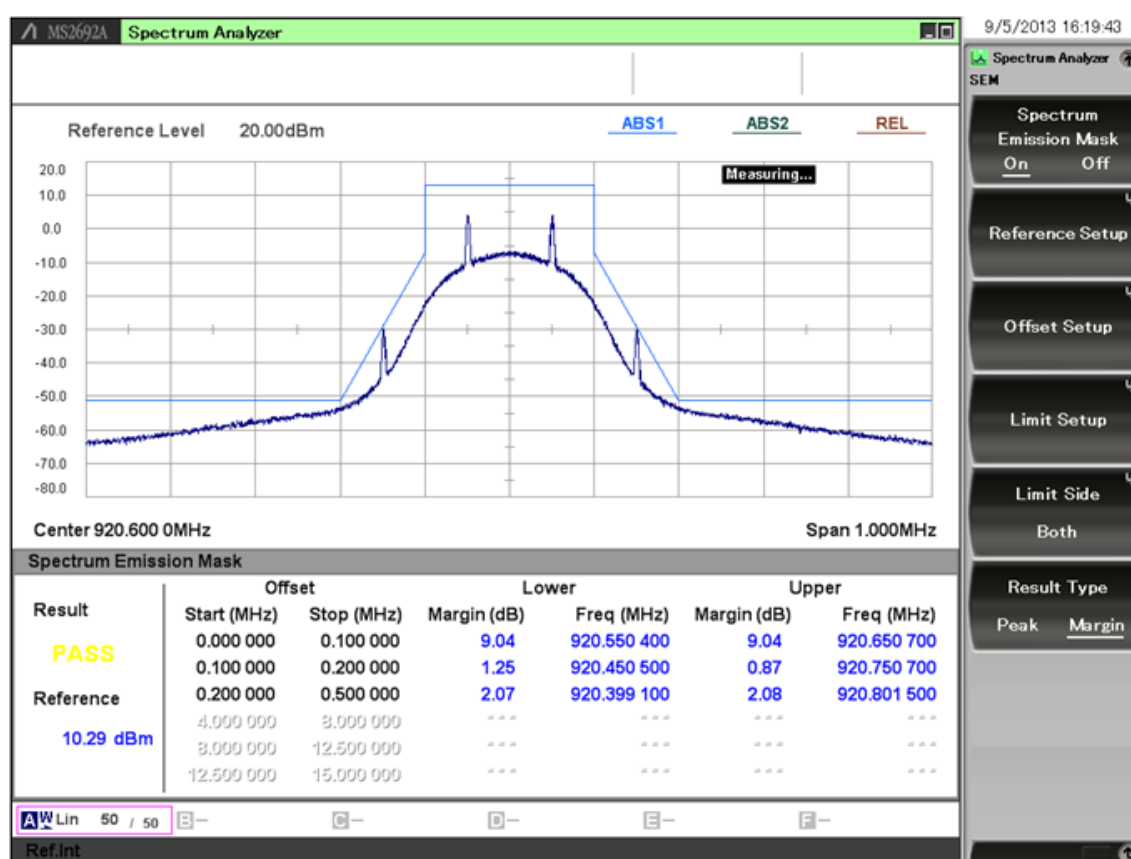 MS2692A Spectrum Analyzer
9/5/2013 16:19:43
Spectrum Analyzer
SEM
Reference Level 20.00dBm
ABS1 ABS2 REL
Measuring...
20.0
10.0
0.0
-10.0
-20.0
-30.0
-40.0
-50.0
-60.0
-70.0
-80.0
Center 920.600 0MHz Span 1.000MHz
Spectrum Emission Mask
Offset Lower Upper
Result Start (MHz) Stop (MHz) Margin (dB) Freq (MHz) Margin (dB) Freq (MHz)
0.000 000 0.100 000 9.04 920.550 400 9.04 920.650 700
PASS
0.100 000 0.200 000 1.25 920.450 500 0.87 920.750 700
Reference 0.200 000 0.500 000 2.07 920.399 100 2.08 920.801 500
4.000 000 8.000 000 --- --- --- ---
10.29 dBm
8.000 000 12.500 000 --- --- --- ---
12.500 000 15.000 000 --- --- --- ---
A W Lin 50 / 50 B- C- D- E- F-
Ref.Int
Spectrum
Emission Mask
On Off
Reference Setup
Offset Setup
Limit Setup
Limit Side
Both
Result Type
Peak Margin